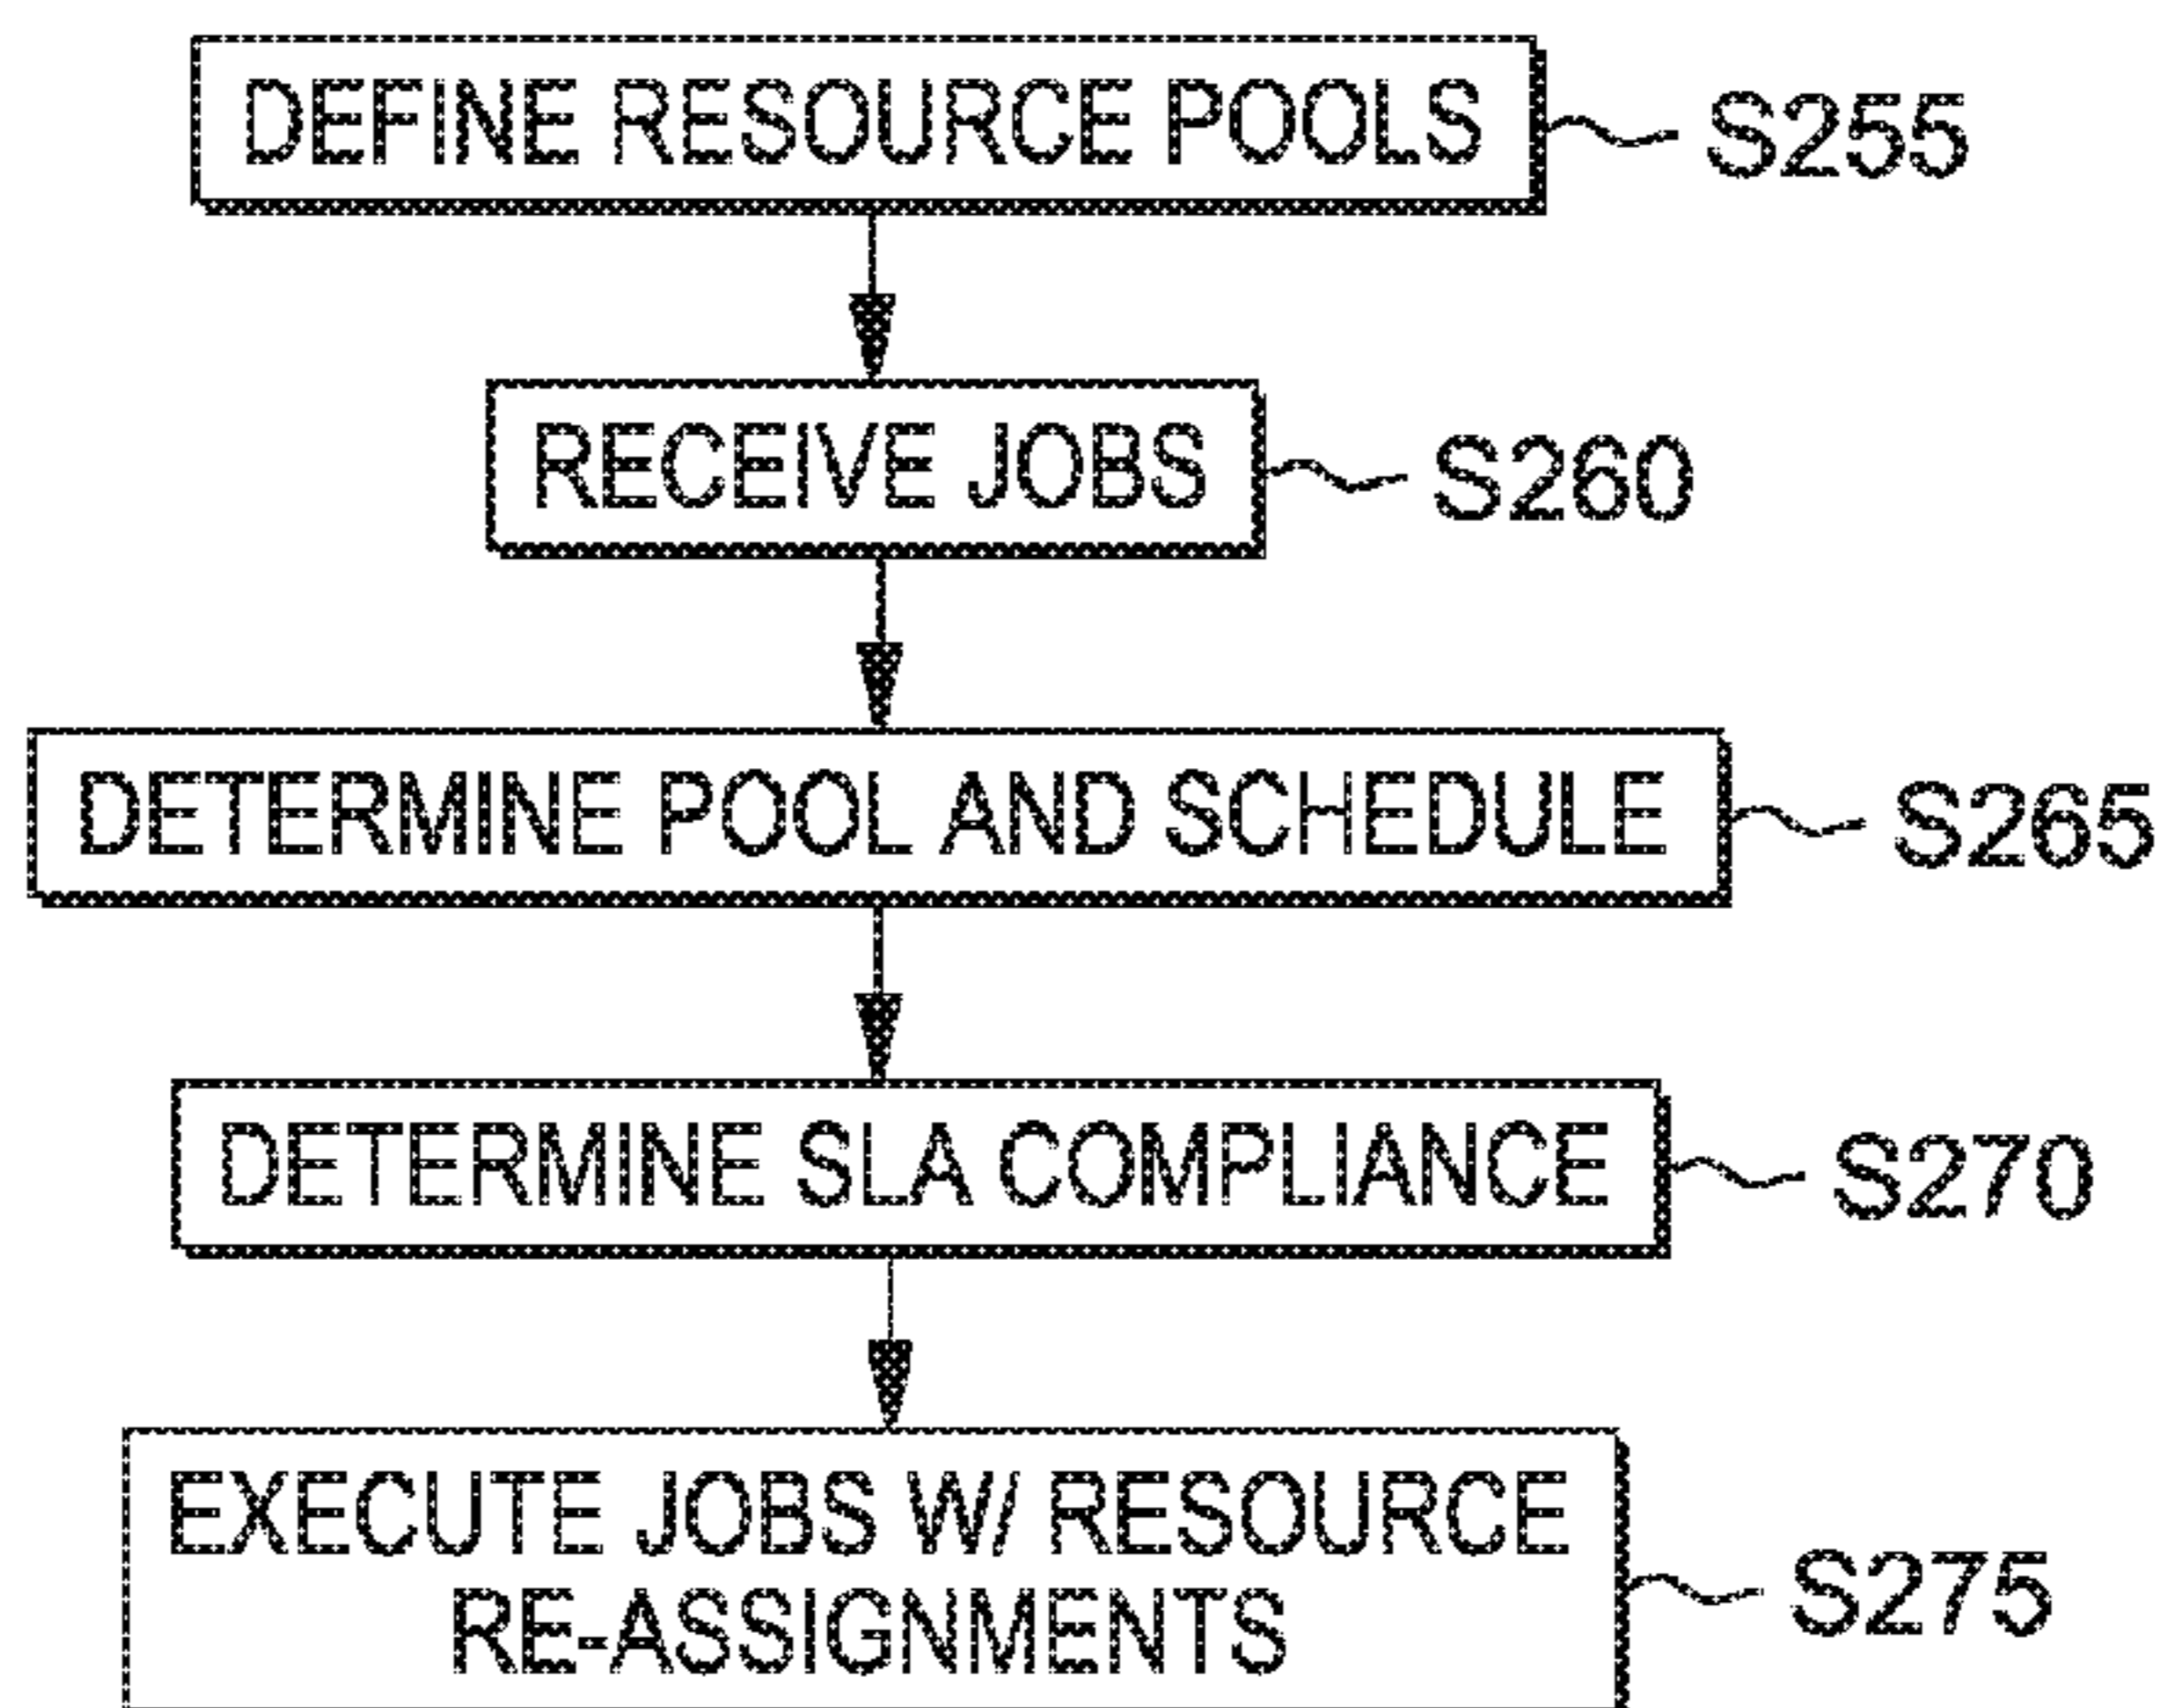 DEFINE RESOURCE POOLS
S255
RECEIVE JOBS
S260
DETERMINE POOL AND SCHEDULE
S265
DETERMINE SLA COMPLIANCE
S270
EXECUTE JOBS W/ RESOURCE
RE-ASSIGNMENTS
S275